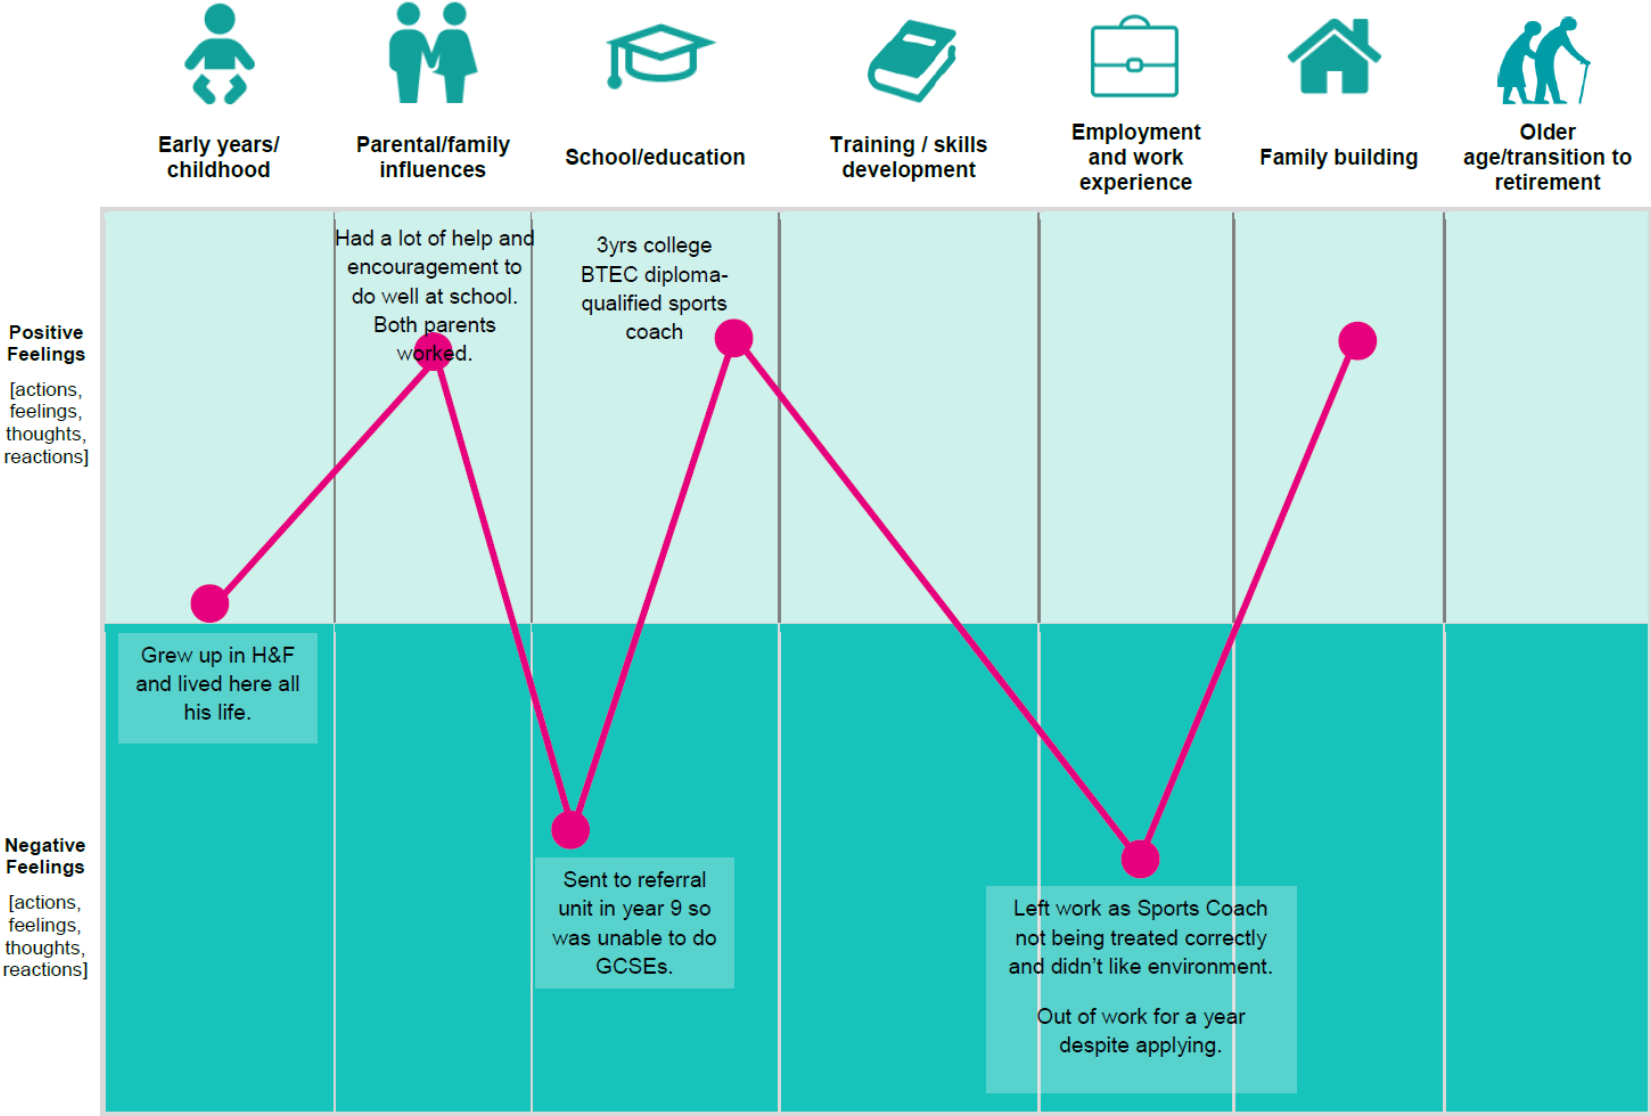 Early years/
childhood
Parental/family
influences
School/education
Training / skills
development
Employment
and work
experience
Family building
Older
age/transition to
retirement
Positive
Feelings
[actions,
feelings,
thoughts,
reactions]
Had a lot of help and
encouragement to
do well at school.
Both parents
worked.
3yrs college
BTEC diploma-
qualified sports
coach
Grew up in H&F
and lived here all
his life.
Negative
Feelings
[actions,
feelings,
thoughts,
reactions]
Sent to referral
unit in year 9 so
was unable to do
GCSEs.
Left work as Sports Coach
not being treated correctly
and didn’t like environment.
Out of work for a year
despite applying.